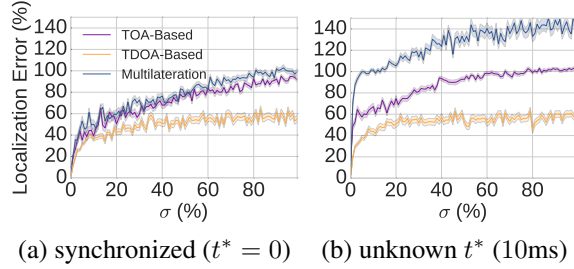 Localization Error (%)
140
120
100
80
60
40
20
0
TOA-Based
TDOA-Based
Multilateration
0 20 40 60 80
σ (%)
140
120
100
80
60
40
20
0
0 20 40 60 80
σ (%)
(a) synchronized (t* = 0) (b) unknown t* (10ms)